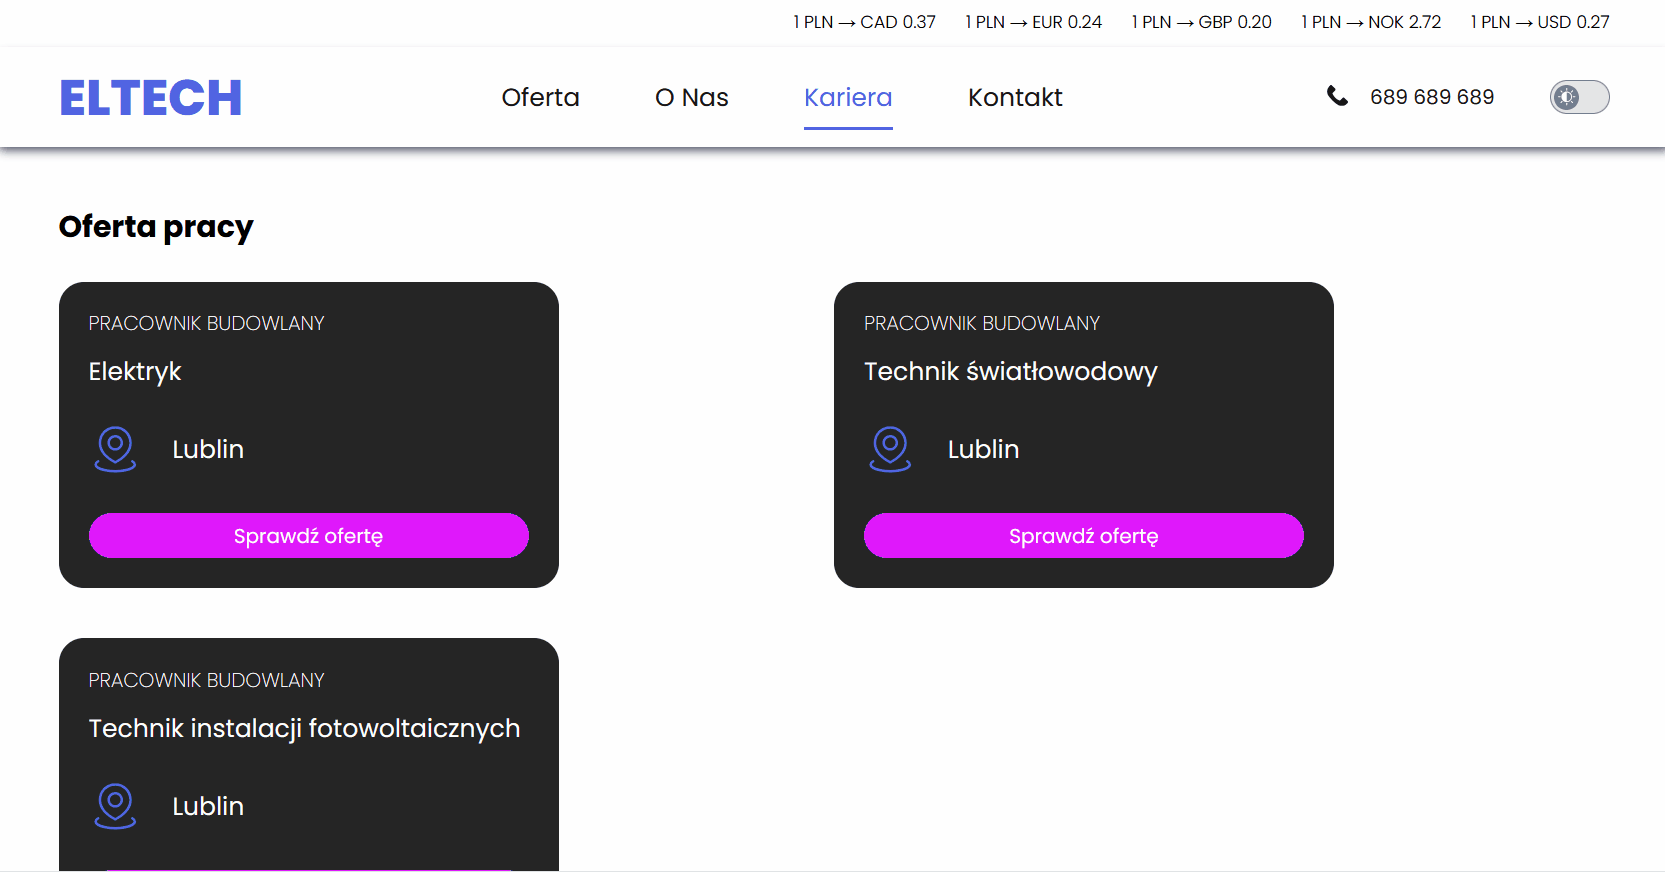 1 PLN → CAD 0.37 1 PLN → EUR 0.24 1 PLN → GBP 0.20 1 PLN → NOK 2.72 1 PLN → USD 0.27
ELTECH Oferta O Nas Kariera Kontakt 689 689 689
Oferta pracy
PRACOWNIK BUDOWLANY
Elektryk
Lublin
Sprawdź ofertę
PRACOWNIK BUDOWLANY
Technik światłowodowy
Lublin
Sprawdź ofertę
PRACOWNIK BUDOWLANY
Technik instalacji fotowoltaicznych
Lublin